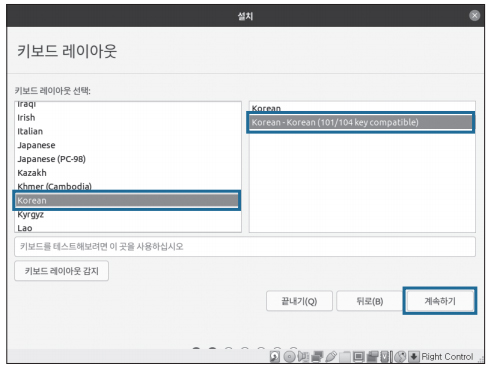 설치
키보드 레이아웃
키보드 레이아웃 선택:
Iraqi
Irish
Italian
Japanese
Japanese (PC-98)
Kazakh
Khmer (Cambodia)
Korean
Kyrgyz
Lao
Korean
Korean - Korean (101/104 key compatible)
키보드를 테스트해보려면 이 곳을 사용하십시오
키보드 레이아웃 감지
끝내기(Q)
뒤로(B)
계속하기
Right Control